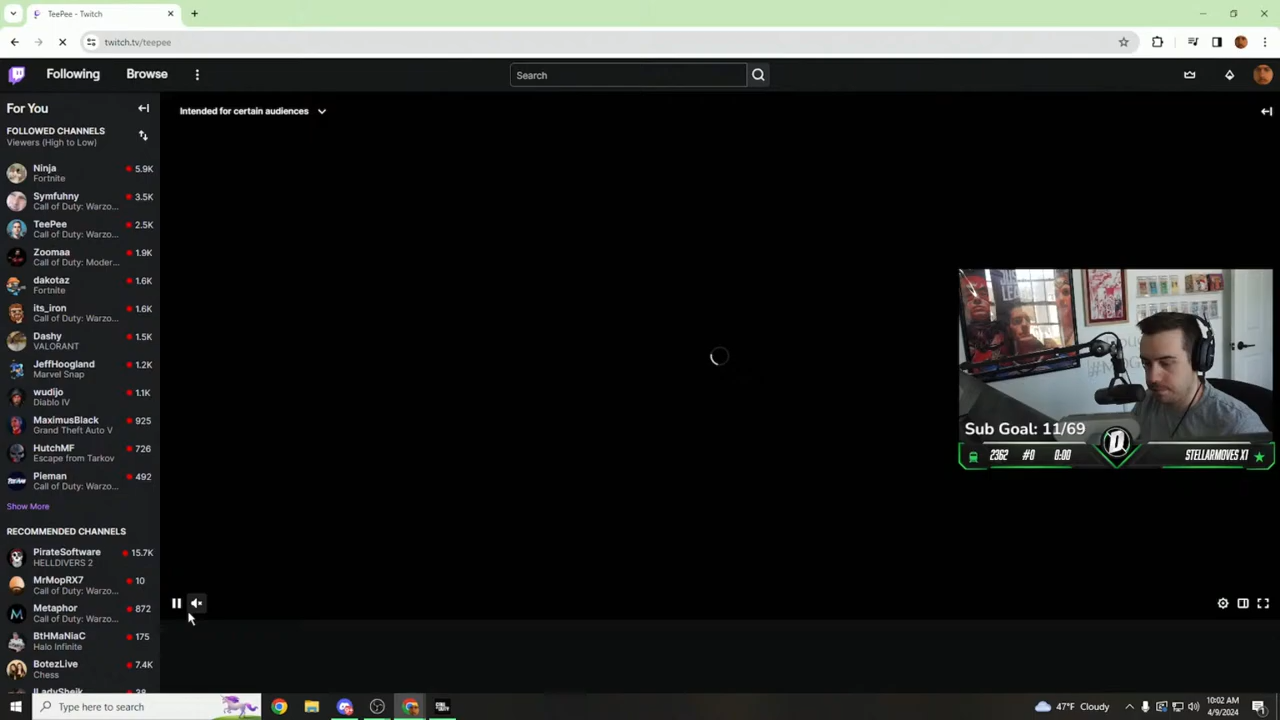 TeePee - Twitch
twitch.tv/teepee
Following
Browse
Search
For You
Intended for certain audiences
FOLLOWED CHANNELS
Viewers (High to Low)
Ninja 5.9K
Fortnite
Symfuhny 3.5K
Call of Duty: Warzo...
TeePee 2.5K
Call of Duty: Warzo...
Zoomaa 1.9K
Call of Duty: Moder...
dakotaz 1.6K
Fortnite
its_iron 1.6K
Call of Duty: Warzo...
Dashy 1.5K
VALORANT
JeffHoogland 1.2K
Marvel Snap
wudijo 1.1K
Diablo IV
MaximusBlack 925
Grand Theft Auto V
HutchMF 726
Escape from Tarkov
Pieman 492
Call of Duty: Warzo...
Show More
RECOMMENDED CHANNELS
PirateSoftware 15.7K
HELLDIVERS 2
MrMopRX7 10
Call of Duty: Warzo...
Metaphor 872
Call of Duty: Warzo...
BtHMaNiaC 175
Halo Infinite
BotezLive 7.4K
Chess
Sub Goal: 11/69
2362 #0 0:00 STELLARMOVES X1
Type here to search
47°F Cloudy
10:02 AM
4/9/2024